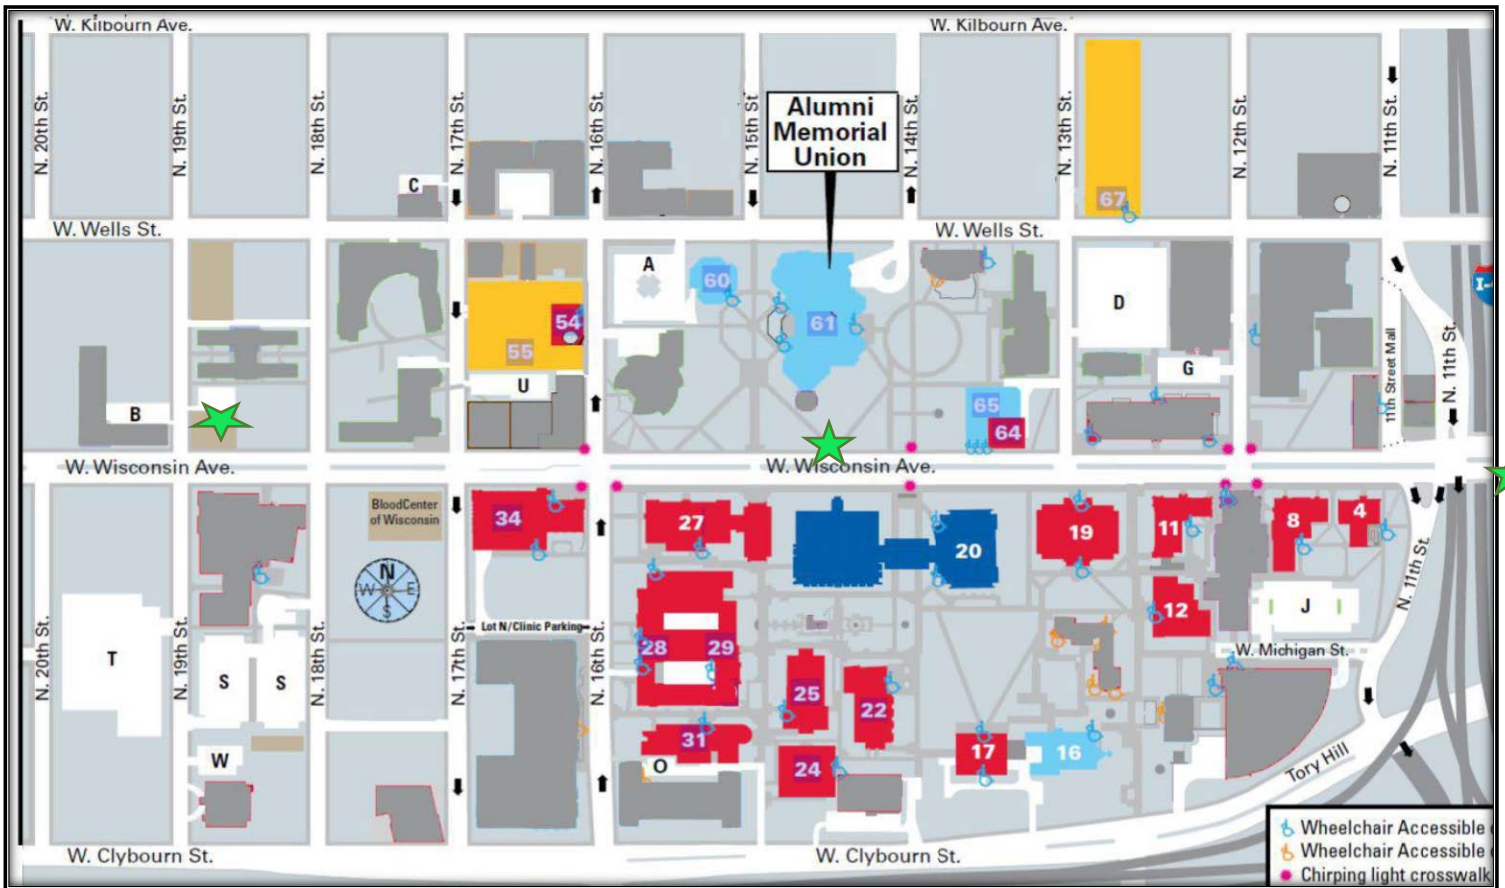 W. Kilbourn Ave.
W. Kilbourn Ave.
N. 20th St.
N. 19th St.
N. 18th St.
N. 17th St.
N. 16th St.
N. 15th St.
Alumni
Memorial
Union
N. 14th St.
N. 13th St.
N. 12th St.
N. 11th St.
C
67
W. Wells St.
W. Wells St.
A
60
61
54
55
U
B
D
G
65
64
11th Street Mall
N. 11th St.
W. Wisconsin Ave.
W. Wisconsin Ave.
BloodCenter
of Wisconsin
34
27
20
19
11
8
4
N
W
E
S
N. 11th St.
12
J
Lot N/Clinic Parking
N. 20th St.
N. 19th St.
N. 18th St.
N. 17th St.
N. 16th St.
28
29
W. Michigan St.
T
S
S
25
22
31
17
16
W
O
24
Tory Hill
W. Clybourn St.
W. Clybourn St.
Wheelchair Accessible
Wheelchair Accessible
Chirping light crosswalk